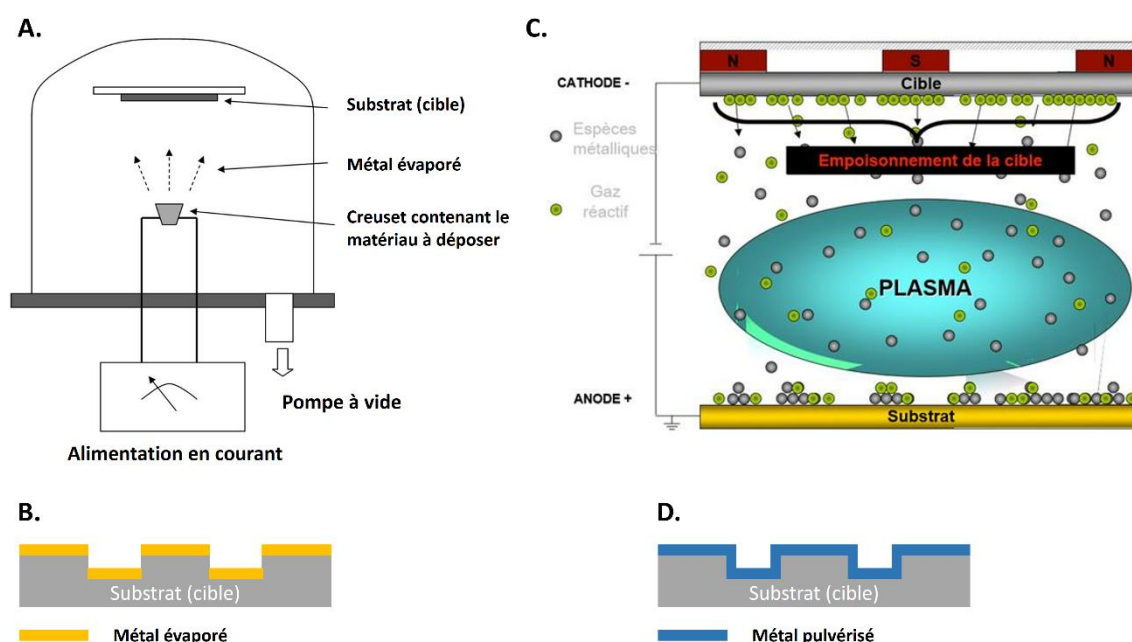 A.
Substrat (cible)
Métal évaporé
Creuset contenant le
matériau à déposer
Pompe à vide
Alimentation en courant
B.
Substrat (cible)
Métal évaporé
C.
N
S
N
CATHODE -
Cible
Espèces
métalliques
Empoisonnement de la cible
Gaz
réactif
PLASMA
ANODE +
Substrat
D.
Substrat (cible)
Métal pulvérisé